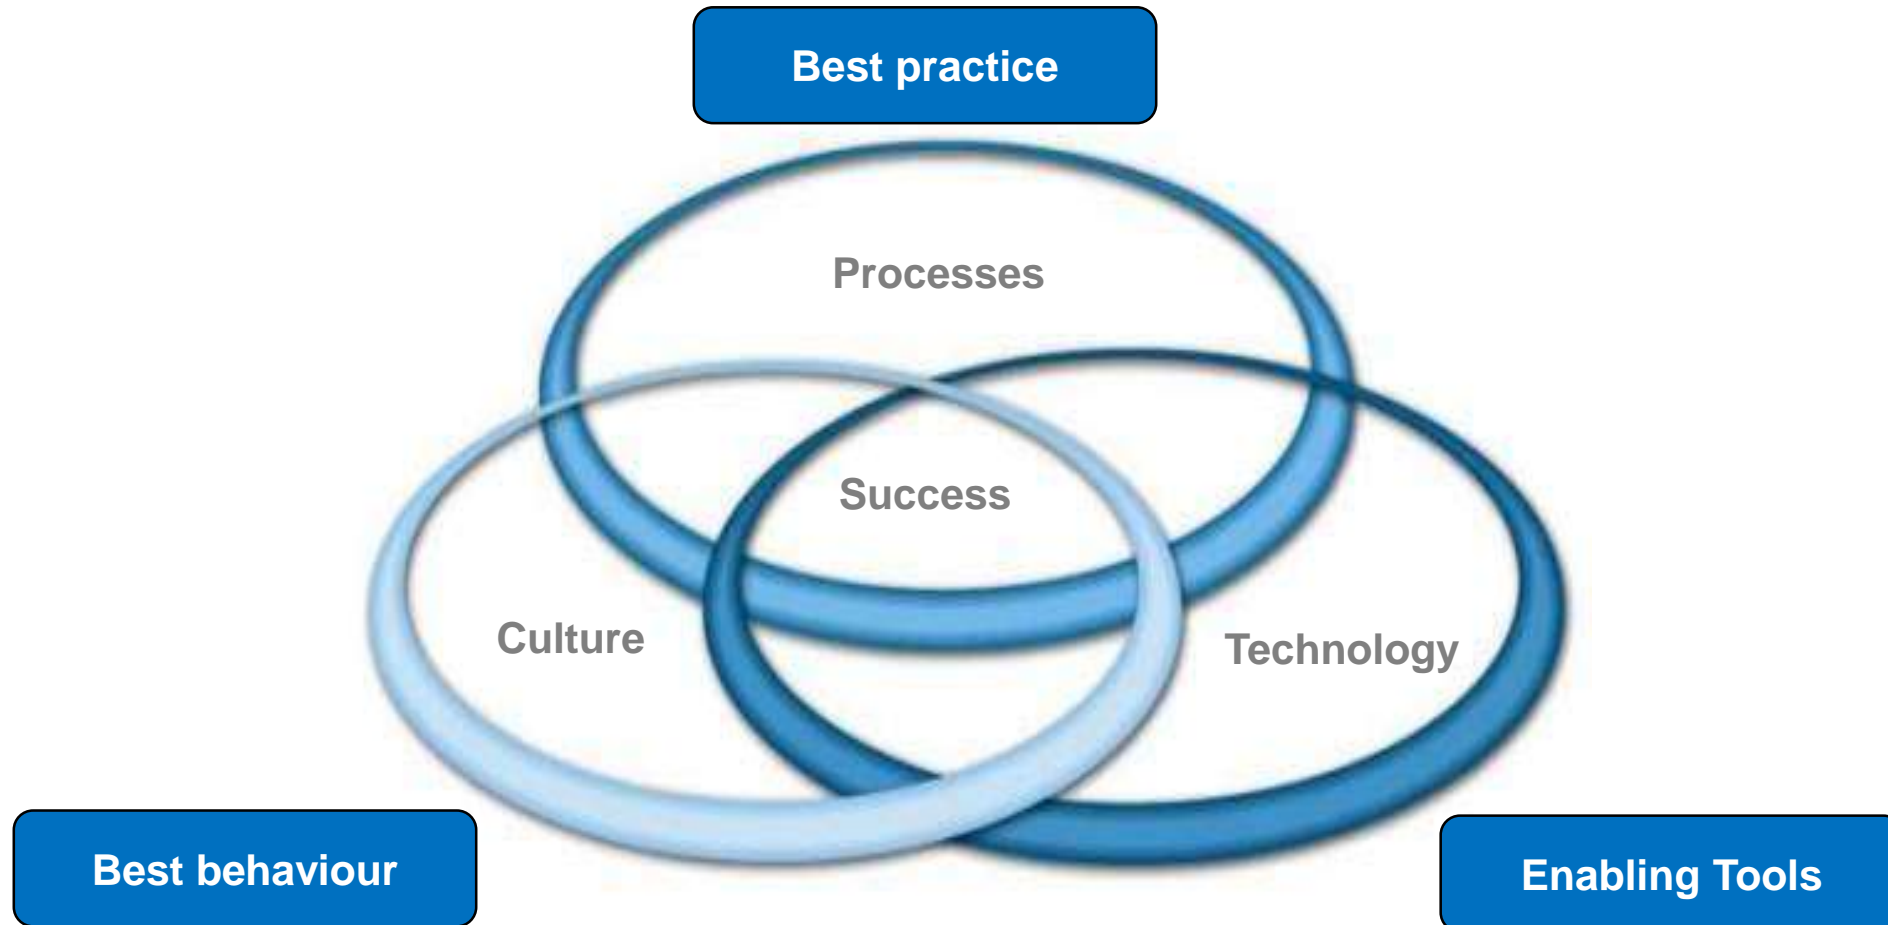 Best practice
Processes
Success
Culture
Technology
Best behaviour
Enabling Tools